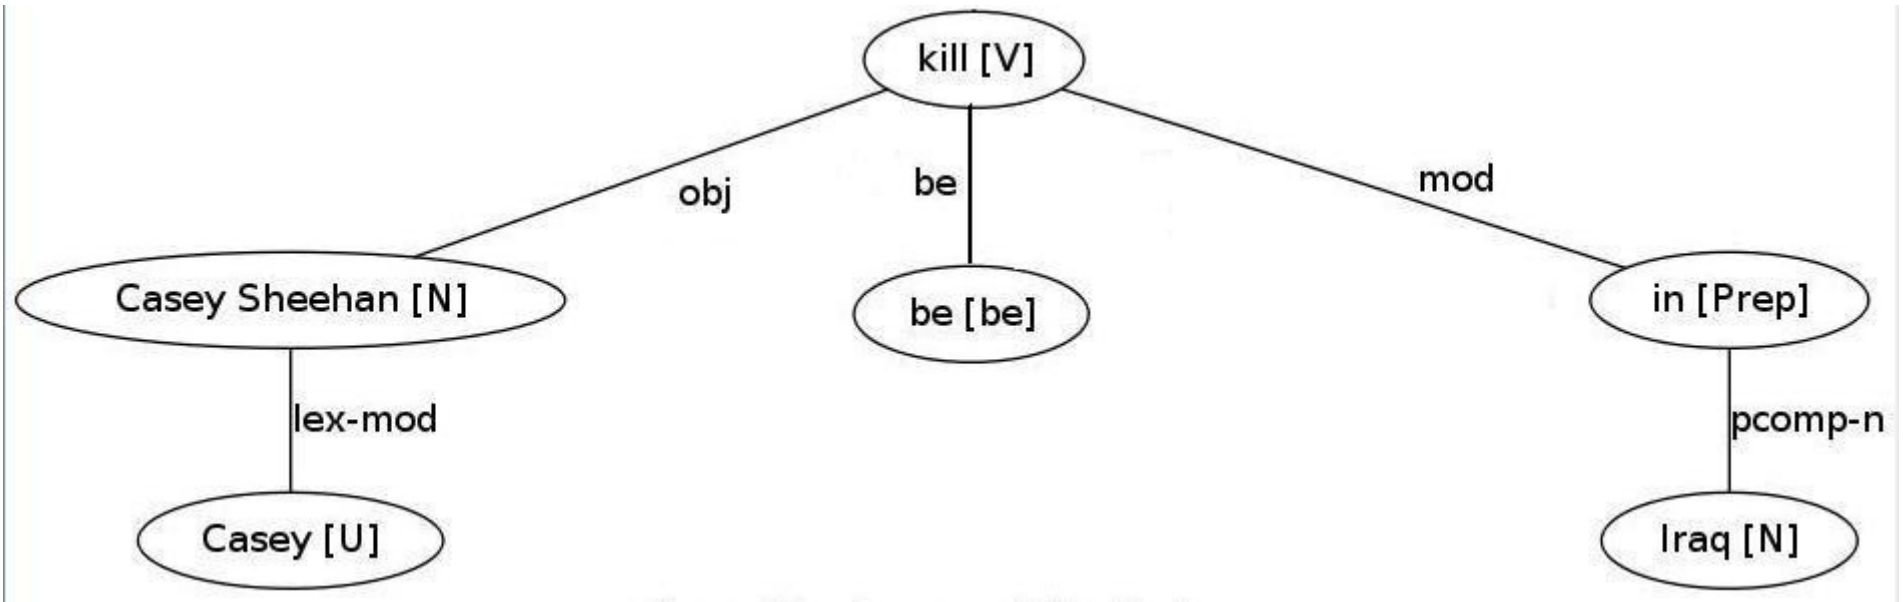 kill [V]
obj
be
mod
Casey Sheehan [N]
be [be]
in [Prep]
lex-mod
pcomp-n
Casey [U]
Iraq [N]